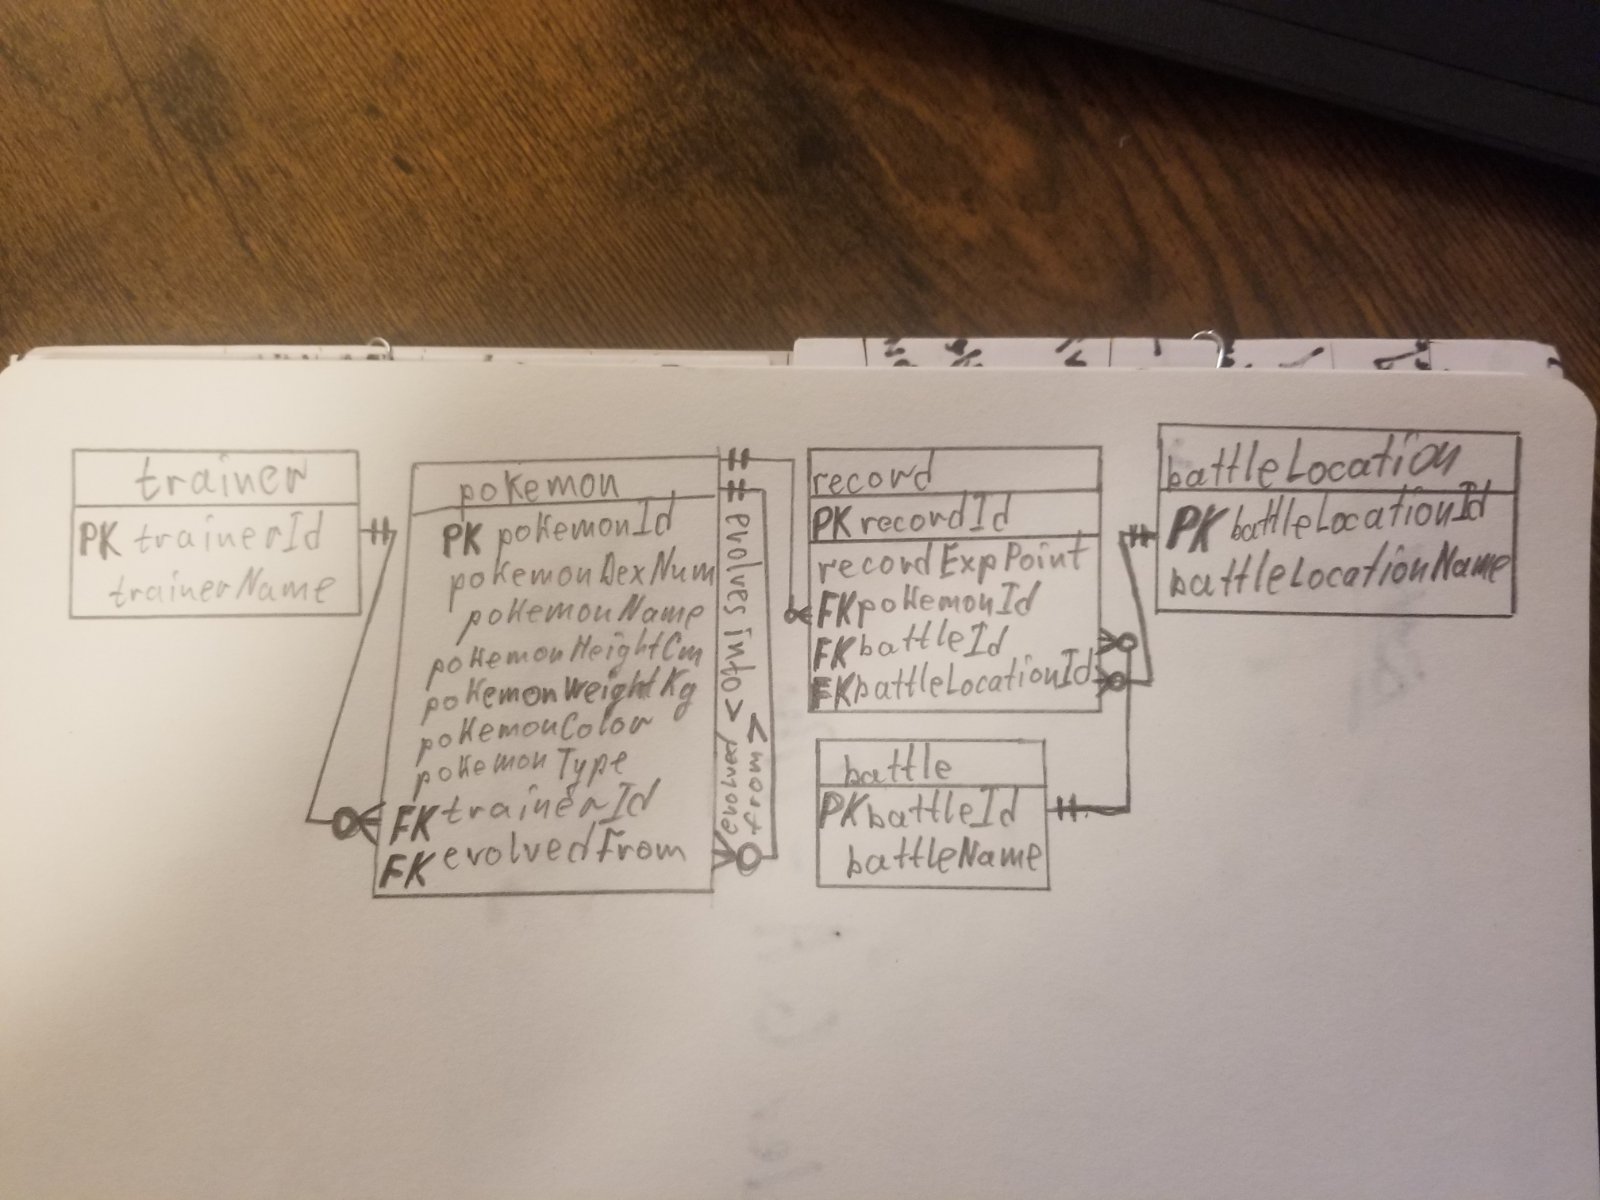 trainer
PK trainerId
trainerName
pokemon
PK pokemonId
pokemonDexNum
pokemonName
pokemonHeightCm
pokemonWeightKg
pokemonColor
pokemonType
FK trainerId
FK evolvedFrom
evolves into >
< evolved
from
record
PK recordId
recordExpPoint
FK pokemonId
FK battleId
FK battleLocationId
battle
PK battleId
battleName
battleLocation
PK battleLocationId
battleLocationName